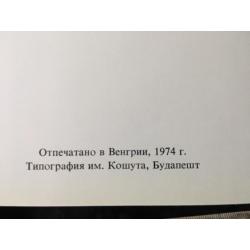 Отпечатано в Венгрии, 1974 г.
Типография им. Кошута, Будапешт